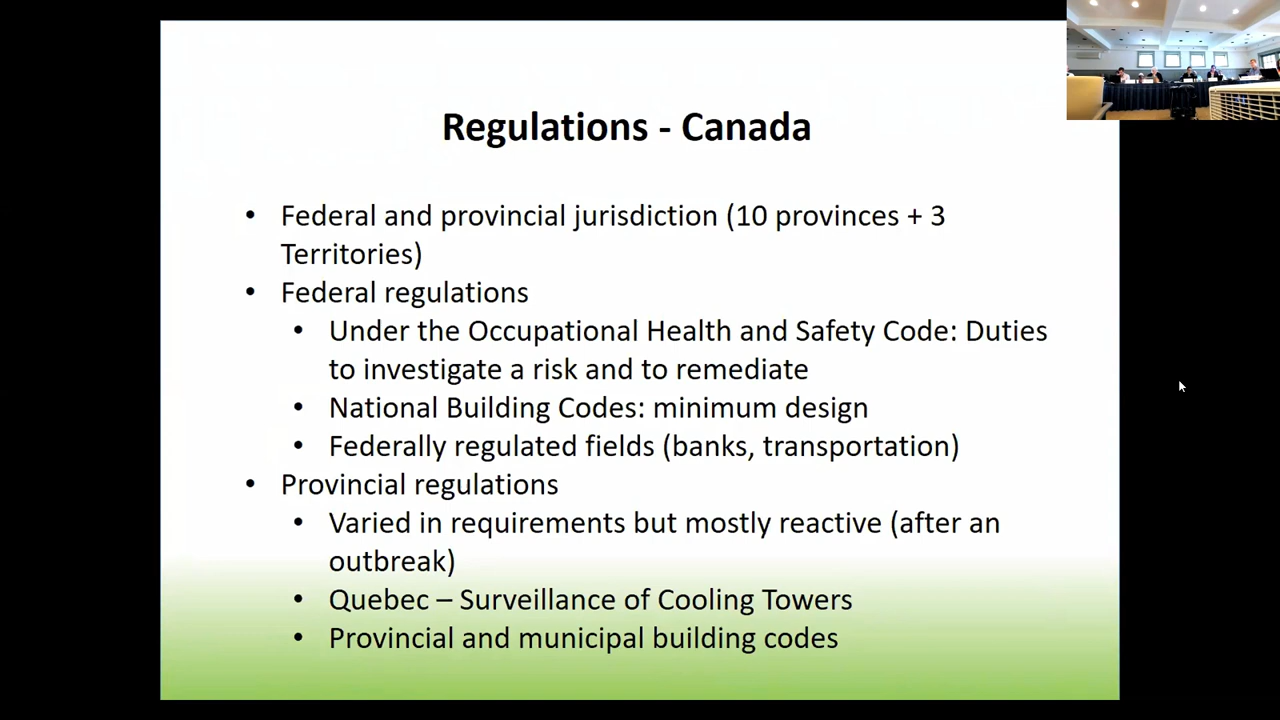 Regulations - Canada
• Federal and provincial jurisdiction (10 provinces + 3
Territories)
• Federal regulations
• Under the Occupational Health and Safety Code: Duties
to investigate a risk and to remediate
• National Building Codes: minimum design
• Federally regulated fields (banks, transportation)
• Provincial regulations
• Varied in requirements but mostly reactive (after an
outbreak)
• Quebec – Surveillance of Cooling Towers
• Provincial and municipal building codes